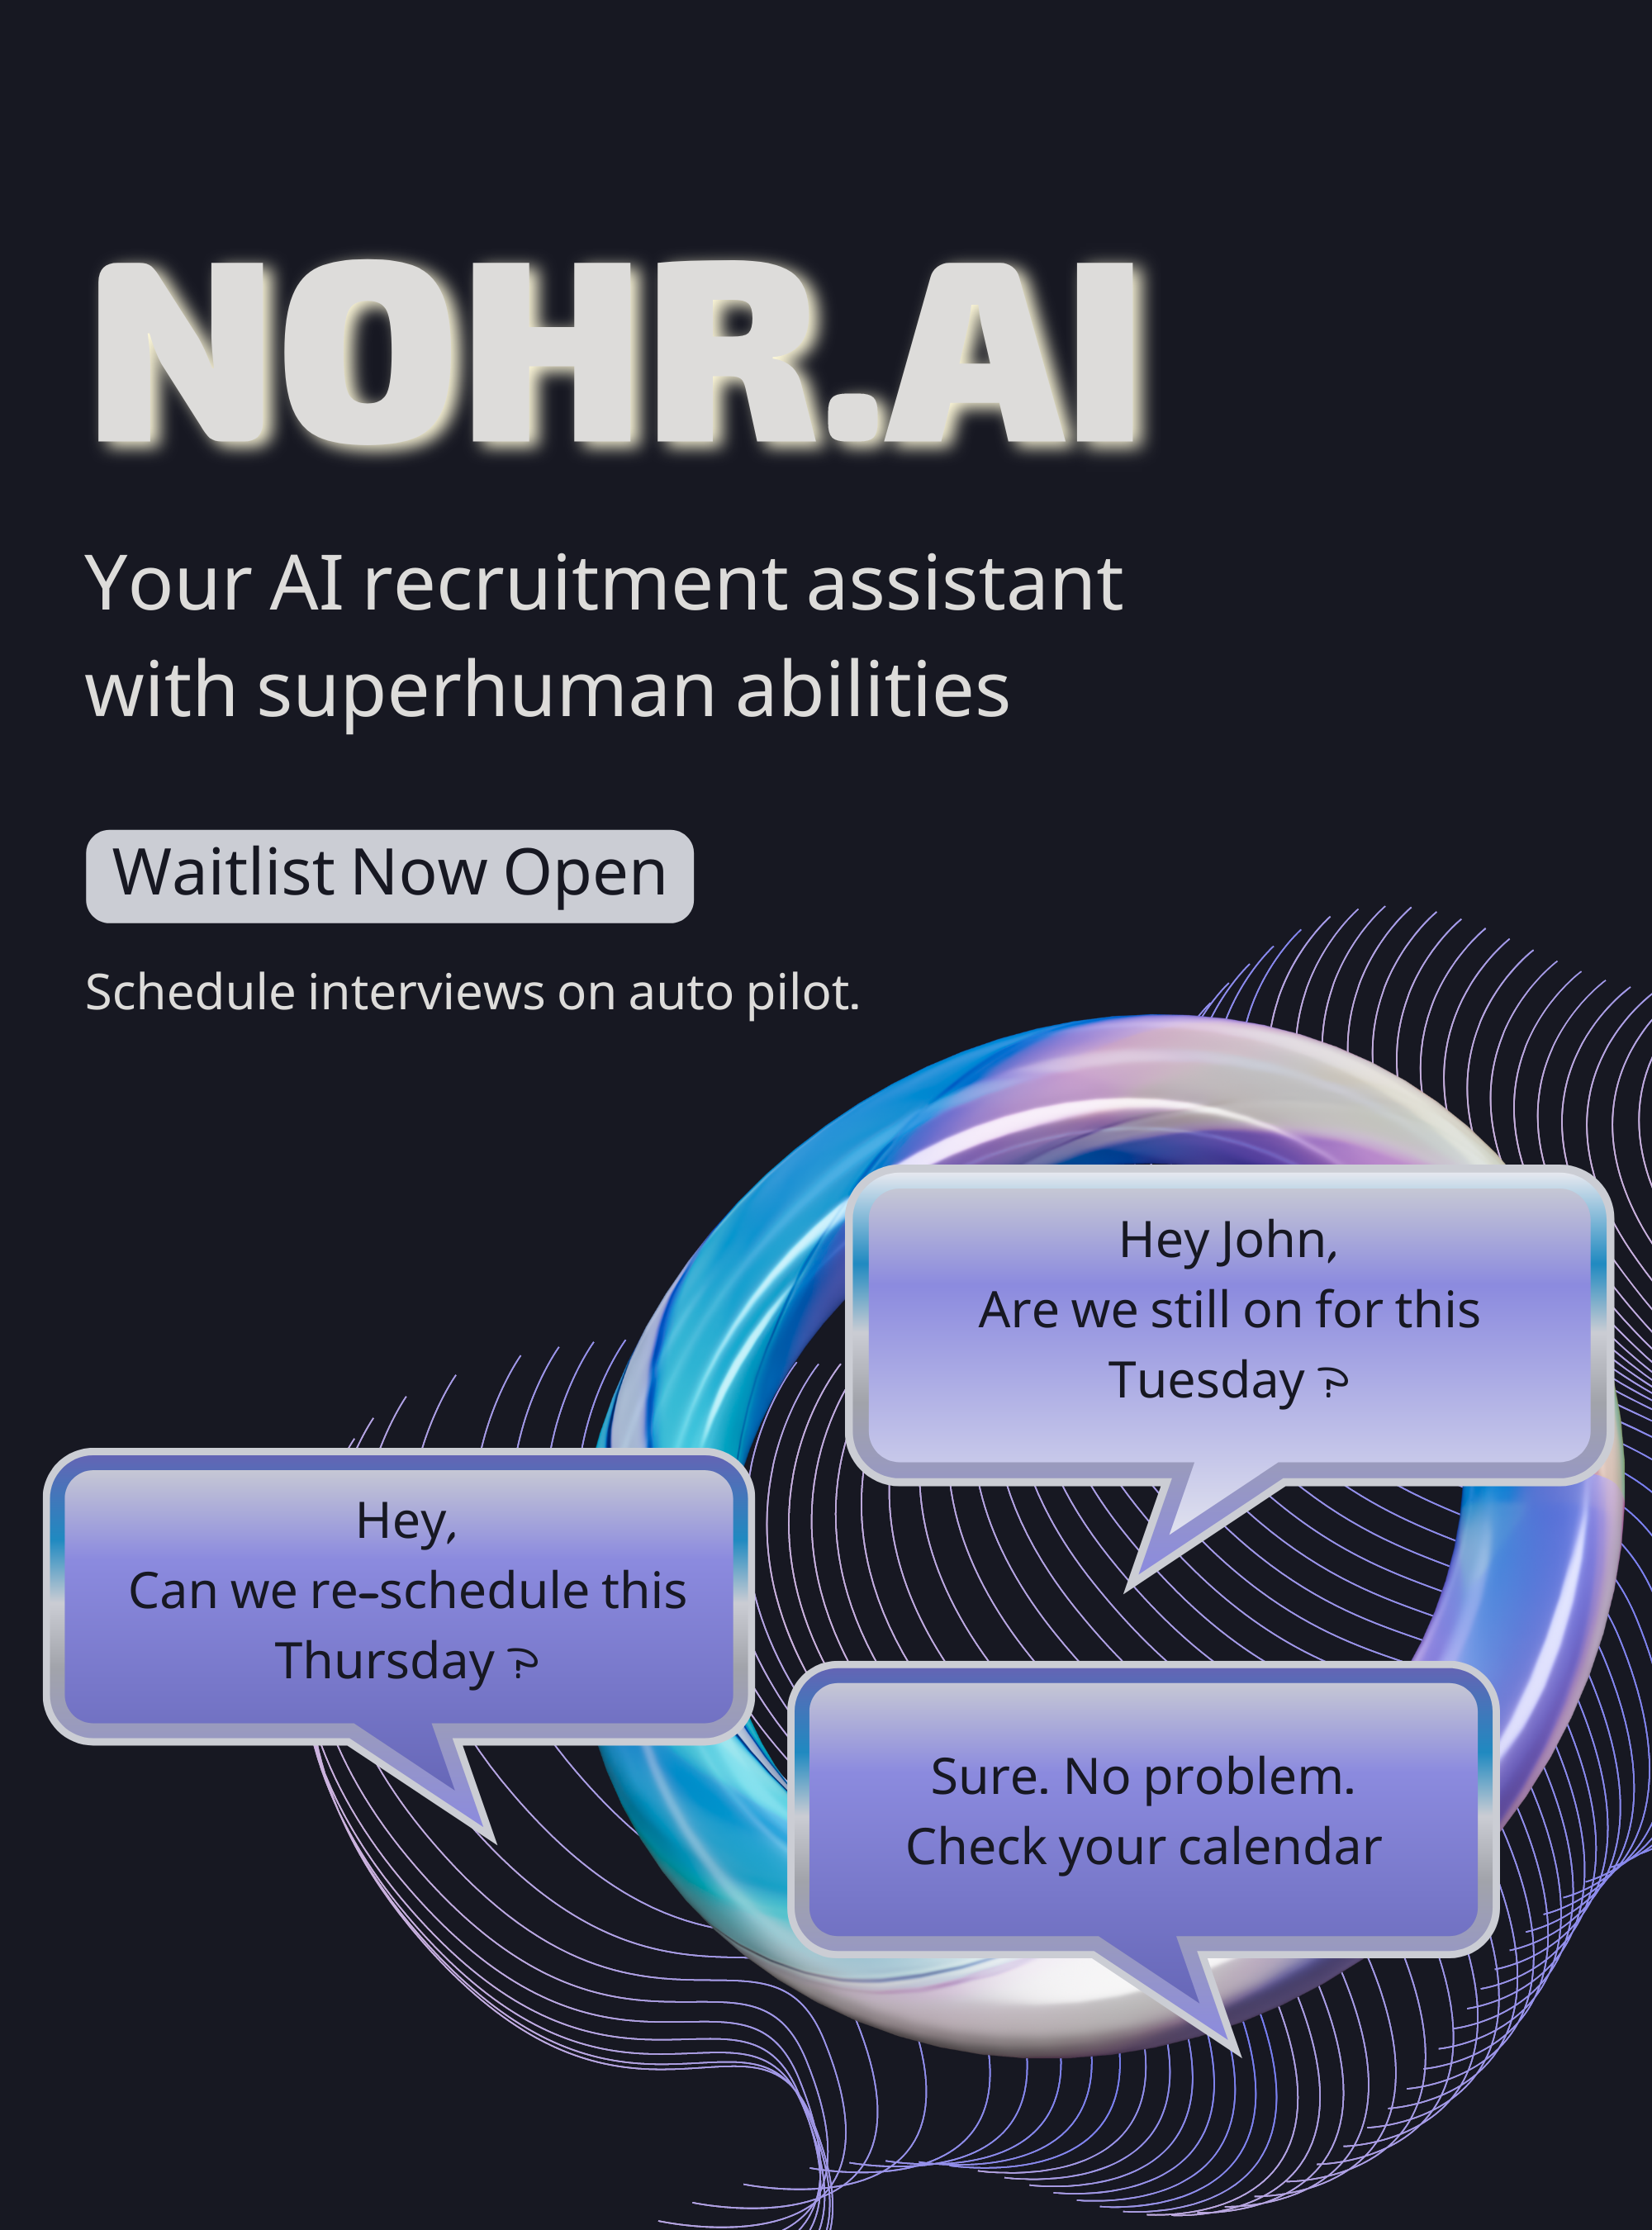 NOHR.AI
Your AI recruitment assistant
with superhuman abilities
Waitlist Now Open
Schedule interviews on auto pilot.
Hey John,
Are we still on for this
Tuesday ?
Hey,
Can we re-schedule this
Thursday ?
Sure. No problem.
Check your calendar